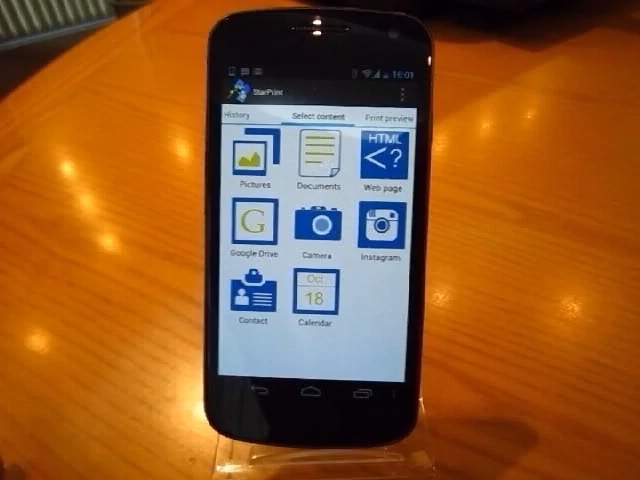 16:01
StarPrint
History Select content Print preview
Pictures Documents HTML <? Web page
G Google Drive Camera Instagram
Contact Oct 18 Calendar